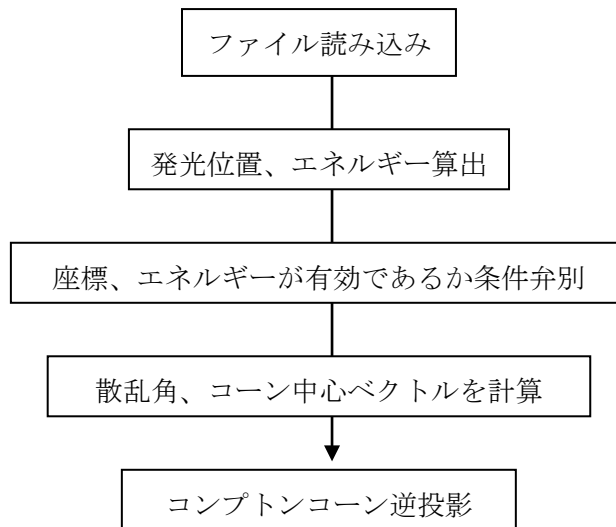 ファイル読み込み
発光位置、エネルギー算出
座標、エネルギーが有効であるか条件弁別
散乱角、コーン中心ベクトルを計算
コンプトンコーン逆投影